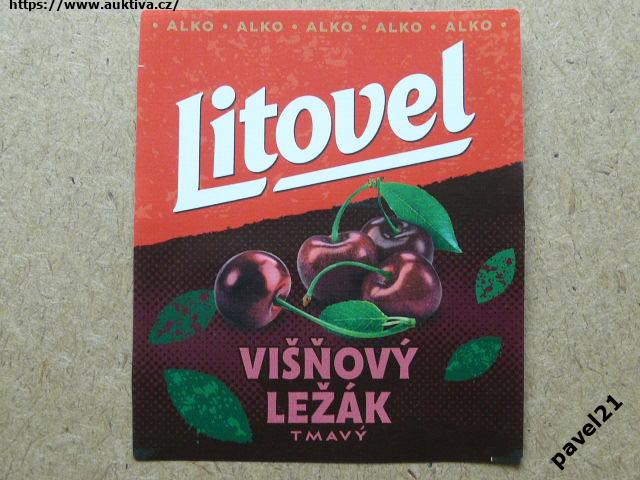 https://www.auktiva.cz/
• ALKO • ALKO • ALKO • ALKO • ALKO •
Litovel
VIŠŇOVÝ
LEŽÁK
TMAVÝ
pavel21